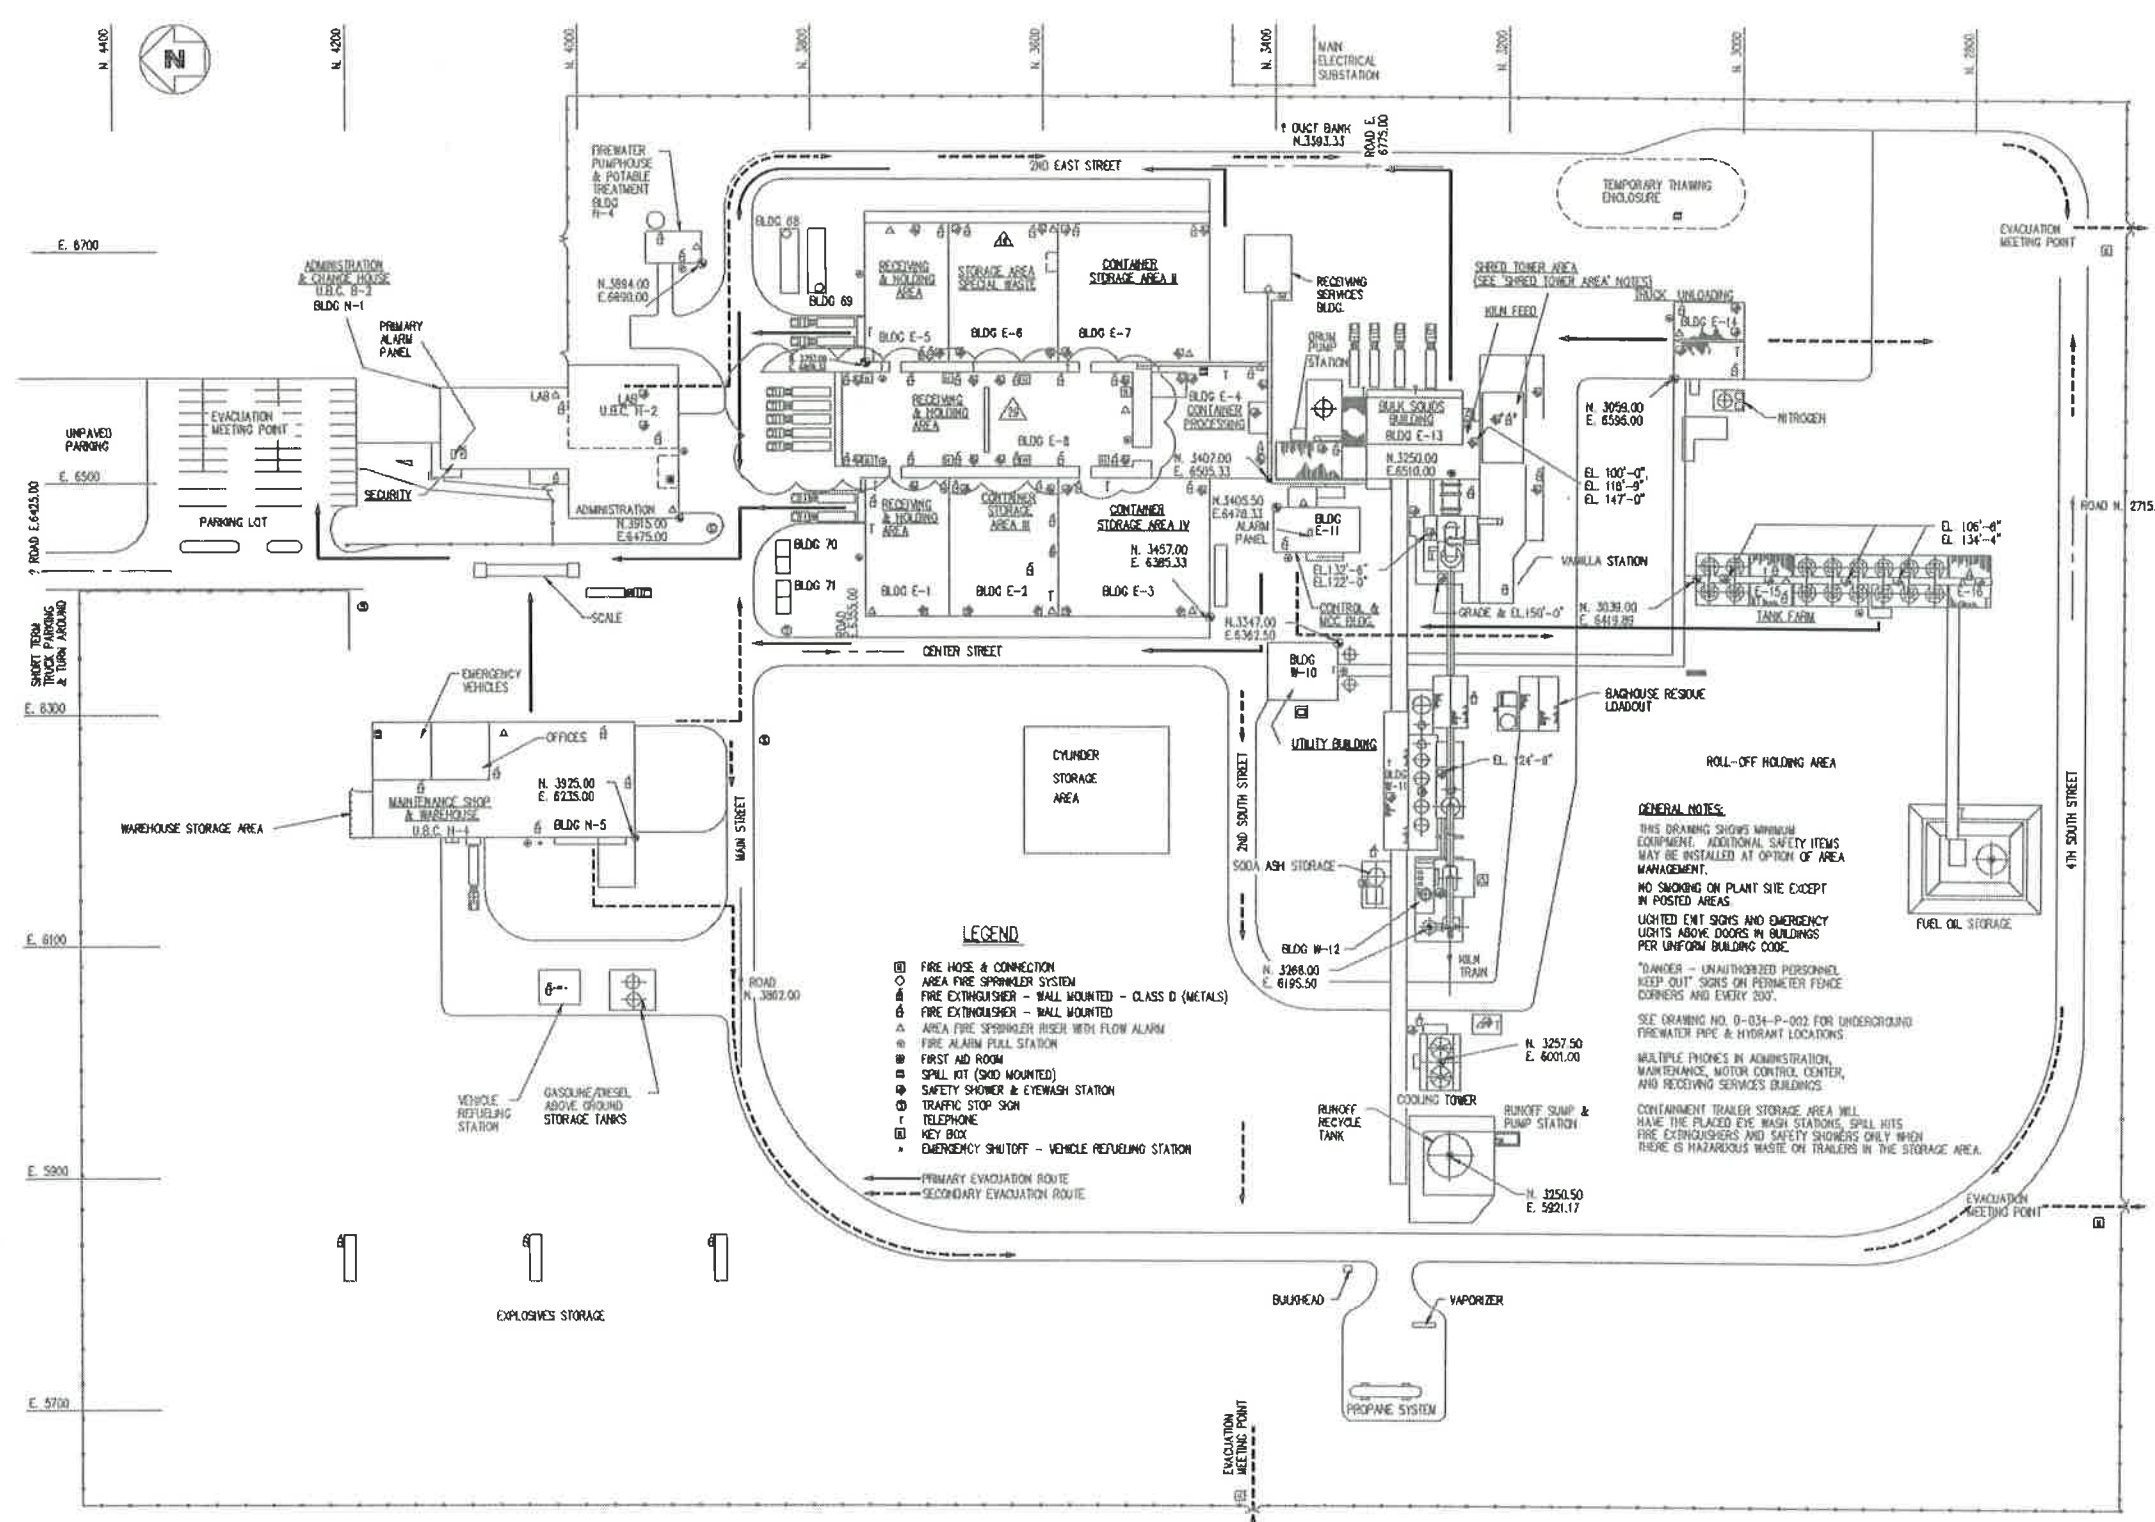 N. 4400
N. 4200
N. 4000
N. 3800
N. 3600
N. 3400
N. 3200
N. 3000
N. 2800
N
MAIN
ELECTRICAL
SUBSTATION
DUCT BANK
N.3393.33
ROAD E.
6775.00
FIREWATER
PUMPHOUSE
& POTABLE
TREATMENT
BLDG
N-4
2ND EAST STREET
TEMPORARY THAWING
ENCLOSURE
EVACUATION
MEETING POINT
E. 6700
ADMINISTRATION
& CHANGE HOUSE
U.B.C. B-2
BLDG N-1
PRIMARY
ALARM
PANEL
N.3894.00
E.6690.00
BLDG 68
BLDG 69
RECEIVING
& HOLDING
AREA
BLDG E-5
STORAGE AREA
SPECIAL WASTE
BLDG E-6
CONTAINER
STORAGE AREA II
BLDG E-7
RECEIVING
SERVICES
BLDG.
SHRED TOWER AREA
(SEE "SHRED TOWER AREA" NOTES)
TRUCK UNLOADING
BLDG E-14
KILN FEED
DRUM
PUMP
STATION
N. 3059.00
E. 6595.00
NITROGEN
UNPAVED
PARKING
EVACUATION
MEETING POINT
LAB
LAB
U.B.C. H-2
RECEIVING
& HOLDING
AREA
29
BLDG E-8
BLDG E-4
CONTAINER
PROCESSING
BULK SOLIDS
BUILDING
BLDG E-13
N.3250.00
E.6510.00
N. 3407.00
E. 6505.33
EL. 100'-0"
EL. 118'-9"
EL. 147'-0"
E. 6500
SECURITY
PARKING LOT
ROAD E.6425.00
ADMINISTRATION
N.3915.00
E.6475.00
RECEIVING
& HOLDING
AREA
BLDG E-1
CONTAINER
STORAGE
AREA III
BLDG E-2
CONTAINER
STORAGE AREA IV
N. 3457.00
E. 6385.33
BLDG E-3
N.3405.50
E.6478.33
ALARM
PANEL
BLDG
E-11
ROAD N. 2715.
EL. 106'-8"
EL. 134'-4"
BLDG 70
BLDG 71
ROAD
E.6355.00
SCALE
EL.132'-6"
EL.122'-0"
VANILLA STATION
GRADE & EL.150'-0"
CONTROL &
MCC BLDG.
N. 3039.00
E. 6419.89
E-15
E-16
TANK FARM
N.3347.00
E.6362.50
CENTER STREET
BLDG
W-10
SHORT TERM
TRUCK PARKING
& TURN AROUND
E. 6300
EMERGENCY
VEHICLES
OFFICES
N. 3925.00
E. 6235.00
MAINTENANCE SHOP
& WAREHOUSE
U.B.C. H-4
BLDG N-5
WAREHOUSE STORAGE AREA
MAIN STREET
CYLINDER
STORAGE
AREA
2ND SOUTH STREET
UTILITY BUILDING
BAGHOUSE RESIDUE
LOADOUT
EL. 124'-8"
ROLL-OFF HOLDING AREA
4TH SOUTH STREET
SODA ASH STORAGE
GENERAL NOTES:
THIS DRAWING SHOWS MINIMUM
EQUIPMENT. ADDITIONAL SAFETY ITEMS
MAY BE INSTALLED AT OPTION OF AREA
MANAGEMENT.
NO SMOKING ON PLANT SITE EXCEPT
IN POSTED AREAS.
LIGHTED EXIT SIGNS AND EMERGENCY
LIGHTS ABOVE DOORS IN BUILDINGS
PER UNIFORM BUILDING CODE.
"DANGER - UNAUTHORIZED PERSONNEL
KEEP OUT" SIGNS ON PERIMETER FENCE
CORNERS AND EVERY 200'.
SEE DRAWING NO. D-034-P-002 FOR UNDERGROUND
FIREWATER PIPE & HYDRANT LOCATIONS
MULTIPLE PHONES IN ADMINISTRATION,
MAINTENANCE, MOTOR CONTROL CENTER,
AND RECEIVING SERVICES BUILDINGS
CONTAINMENT TRAILER STORAGE AREA WILL
HAVE THE PLACED EYE WASH STATIONS, SPILL KITS
FIRE EXTINGUISHERS AND SAFETY SHOWERS ONLY WHEN
THERE IS HAZARDOUS WASTE ON TRAILERS IN THE STORAGE AREA.
FUEL OIL STORAGE
E. 6100
BLDG W-12
N. 3268.00
E. 6195.50
KILN
TRAIN
ROAD
N. 3862.00
LEGEND
FIRE HOSE & CONNECTION
AREA FIRE SPRINKLER SYSTEM
FIRE EXTINGUISHER - WALL MOUNTED - CLASS D (METALS)
FIRE EXTINGUISHER - WALL MOUNTED
AREA FIRE SPRINKLER RISER WITH FLOW ALARM
FIRE ALARM PULL STATION
FIRST AID ROOM
SPILL KIT (SKID MOUNTED)
SAFETY SHOWER & EYEWASH STATION
TRAFFIC STOP SIGN
T TELEPHONE
KEY BOX
EMERGENCY SHUTOFF - VEHICLE REFUELING STATION
PRIMARY EVACUATION ROUTE
SECONDARY EVACUATION ROUTE
VEHICLE
REFUELING
STATION
GASOLINE/DIESEL
ABOVE GROUND
STORAGE TANKS
N. 3257.50
E. 6001.00
COOLING TOWER
RUNOFF
RECYCLE
TANK
RUNOFF SUMP &
PUMP STATION
N. 3250.50
E. 5921.17
EVACUATION
MEETING POINT
E. 5900
EXPLOSIVES STORAGE
BULKHEAD
VAPORIZER
PROPANE SYSTEM
E. 5700
EVACUATION
MEETING POINT